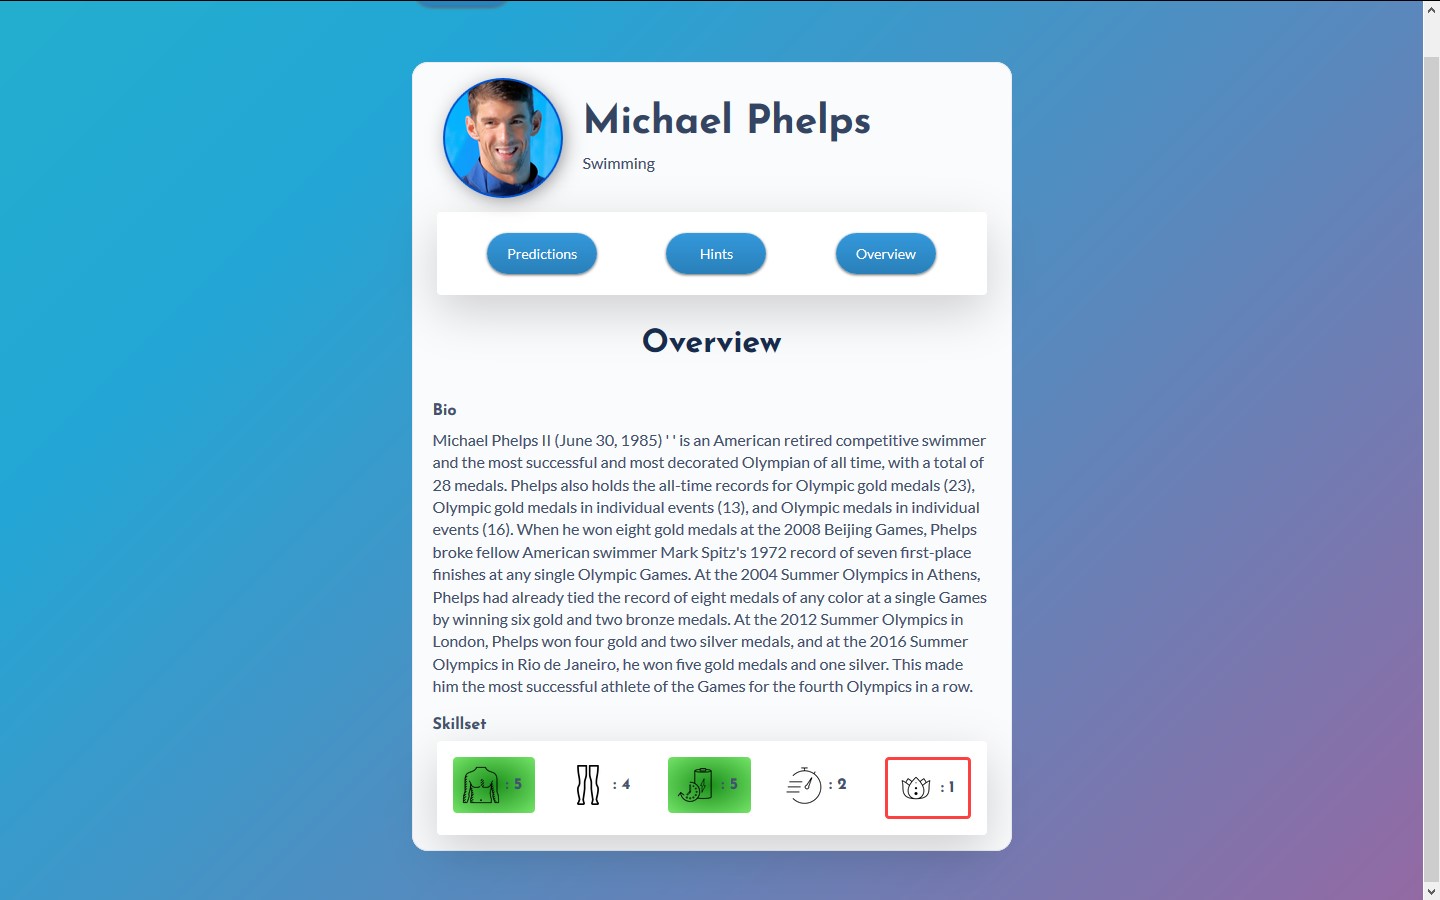 Michael Phelps
Swimming
Predictions
Hints
Overview
Overview
Bio
Michael Phelps II (June 30, 1985) ' ' is an American retired competitive swimmer
and the most successful and most decorated Olympian of all time, with a total of
28 medals. Phelps also holds the all-time records for Olympic gold medals (23),
Olympic gold medals in individual events (13), and Olympic medals in individual
events (16). When he won eight gold medals at the 2008 Beijing Games, Phelps
broke fellow American swimmer Mark Spitz's 1972 record of seven first-place
finishes at any single Olympic Games. At the 2004 Summer Olympics in Athens,
Phelps had already tied the record of eight medals of any color at a single Games
by winning six gold and two bronze medals. At the 2012 Summer Olympics in
London, Phelps won four gold and two silver medals, and at the 2016 Summer
Olympics in Rio de Janeiro, he won five gold medals and one silver. This made
him the most successful athlete of the Games for the fourth Olympics in a row.
Skillset
: 5 : 4 : 5 : 2 : 1